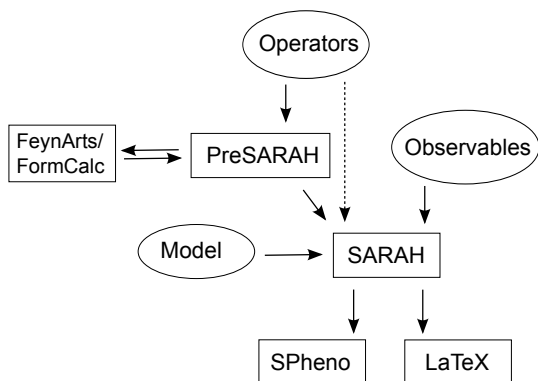 Operators
FeynArts/
FormCalc
PreSARAH
Observables
Model
SARAH
SPheno
LaTeX